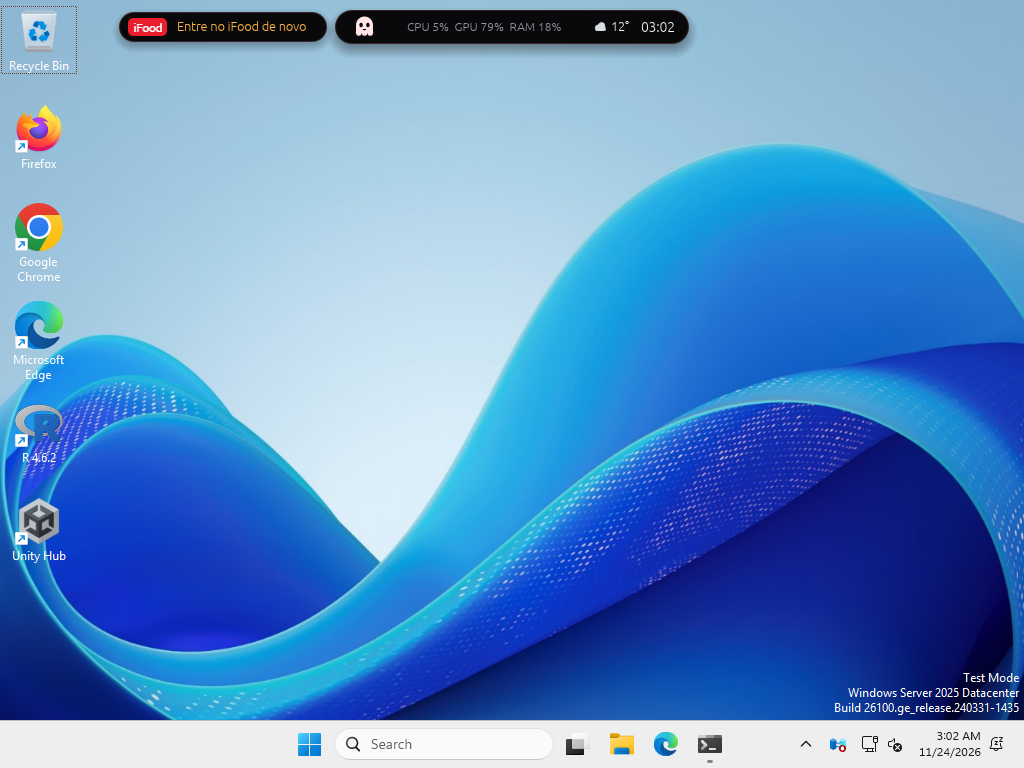 iFood Entre no iFood de novo
CPU 5% GPU 79% RAM 18% 12° 03:02
Recycle Bin
Firefox
Google
Chrome
Microsoft
Edge
R 4.6.2
Unity Hub
Test Mode
Windows Server 2025 Datacenter
Build 26100.ge_release.240331-1435
Search
3:02 AM
11/24/2026